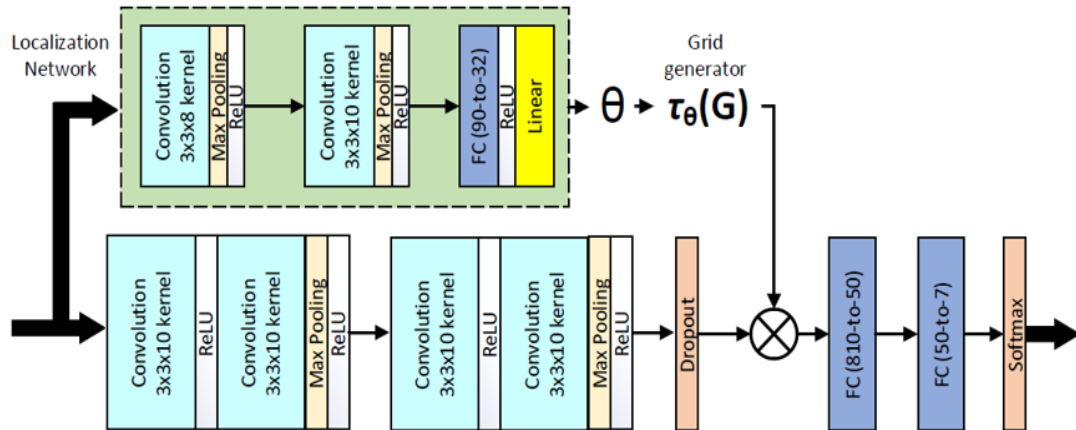 Localization
Network
Convolution
3x3x8 kernel
Max Pooling
ReLU
Convolution
3x3x10 kernel
Max Pooling
ReLU
FC (90-to-32)
ReLU
Linear
θ
Grid
generator
τθ(G)
Convolution
3x3x10 kernel
ReLU
Convolution
3x3x10 kernel
Max Pooling
ReLU
Convolution
3x3x10 kernel
ReLU
Convolution
3x3x10 kernel
Max Pooling
ReLU
Dropout
FC (810-to-50)
FC (50-to-7)
Softmax